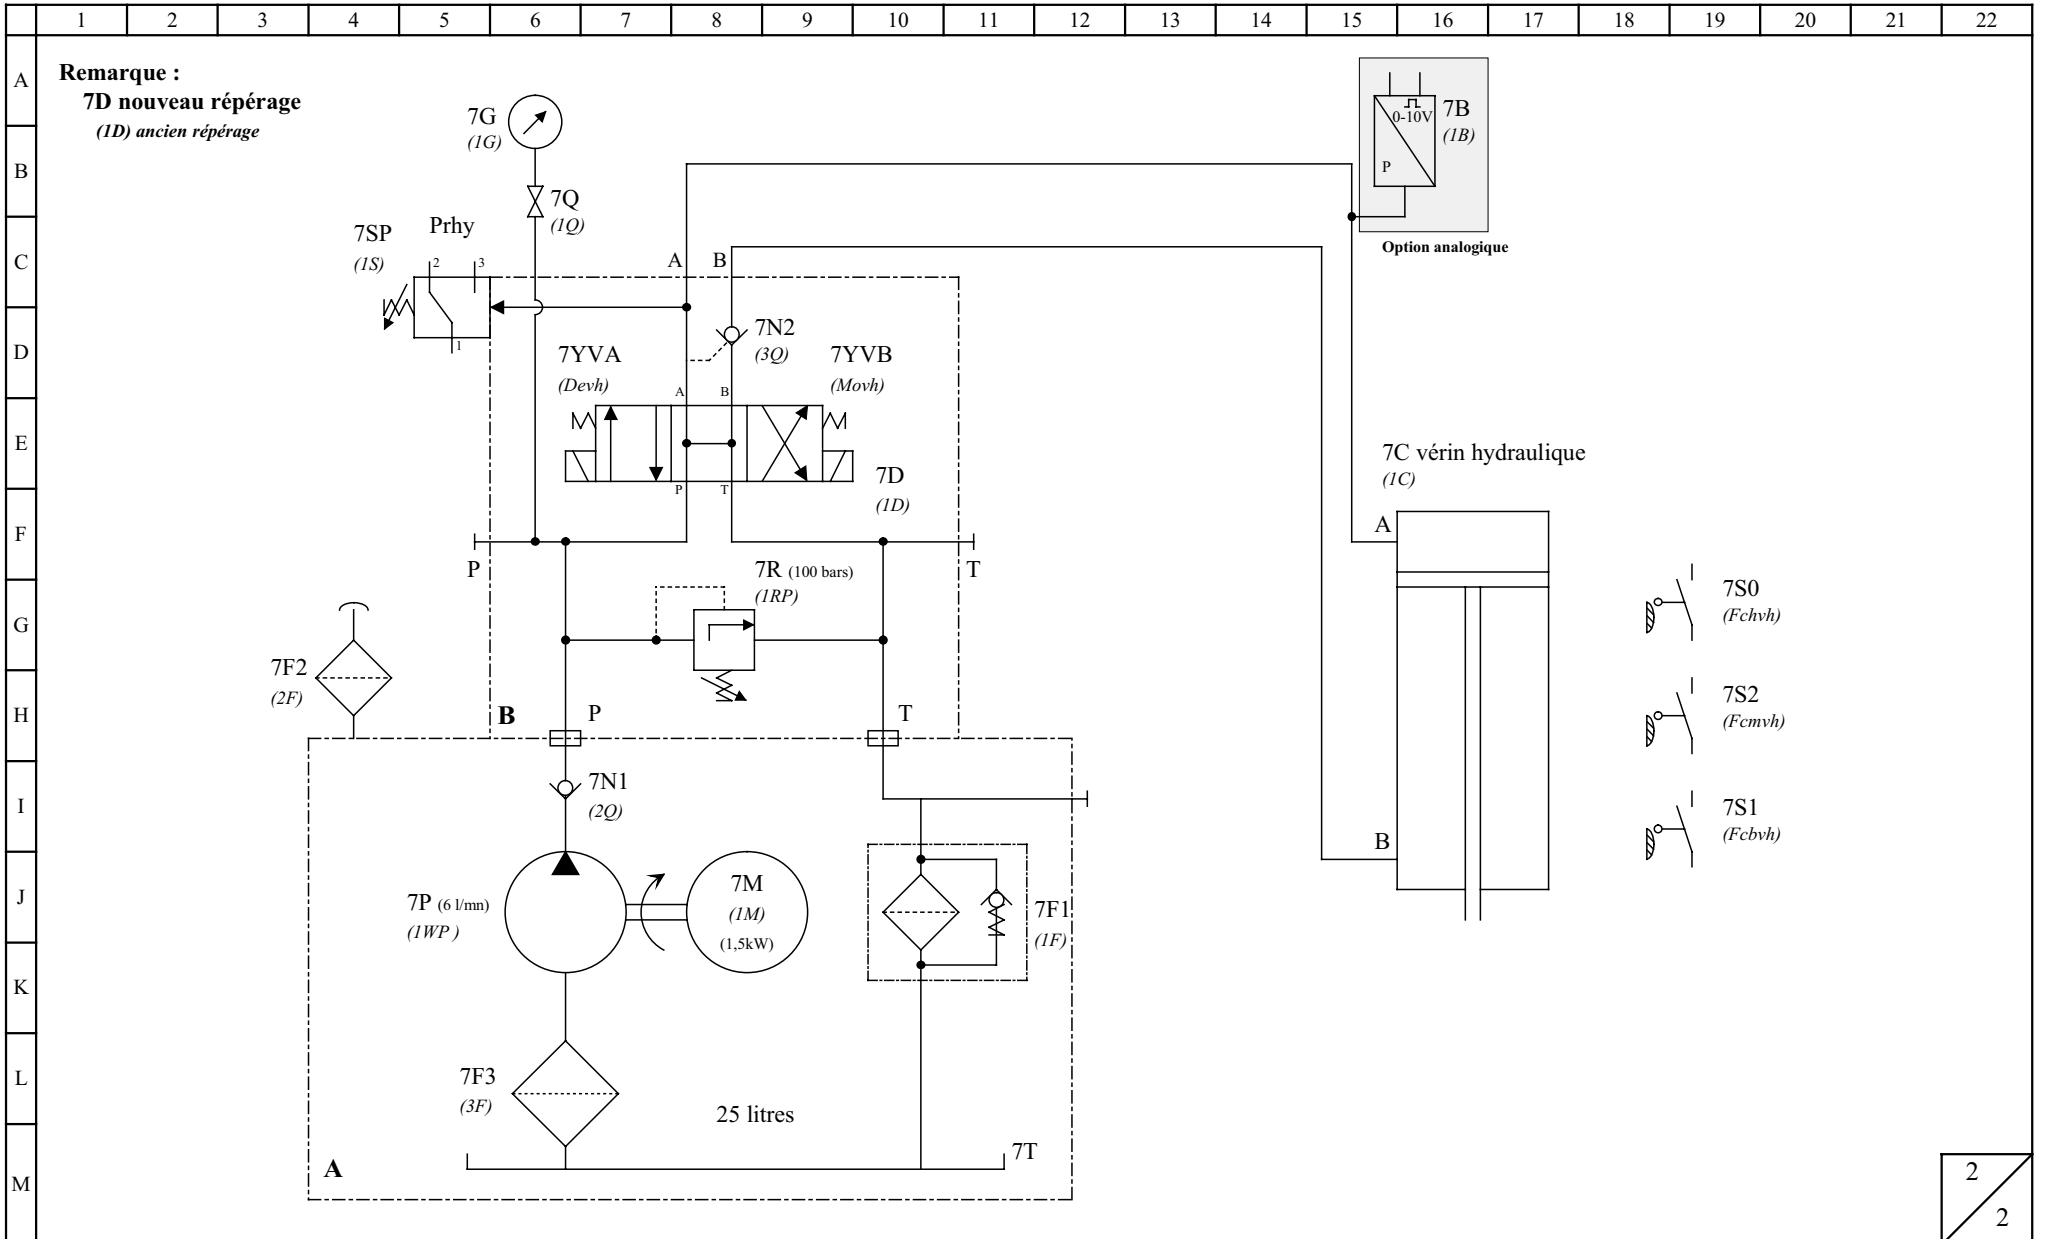 1 2 3 4 5 6 7 8 9 10 11 12 13 14 15 16 17 18 19 20 21 22
A
B
C
D
E
F
G
H
I
J
K
L
M
Remarque :
7D nouveau répérage
(1D) ancien répérage
7G
(1G)
7Q
(1Q)
7SP
(1S)
Prhy
2
3
1
A
B
0-10V
P
7B
(1B)
Option analogique
7N2
(3Q)
7YVA
(Devh)
7YVB
(Movh)
A
B
P
T
7D
(1D)
P
T
7R (100 bars)
(1RP)
7F2
(2F)
B
P
T
7C vérin hydraulique
(1C)
A
B
7S0
(Fchvh)
7S2
(Fcmvh)
7S1
(Fcbvh)
7N1
(2Q)
7P (6 l/mn)
(1WP )
7M
(1M)
(1,5kW)
7F1
(1F)
7F3
(3F)
25 litres
7T
A
2
2